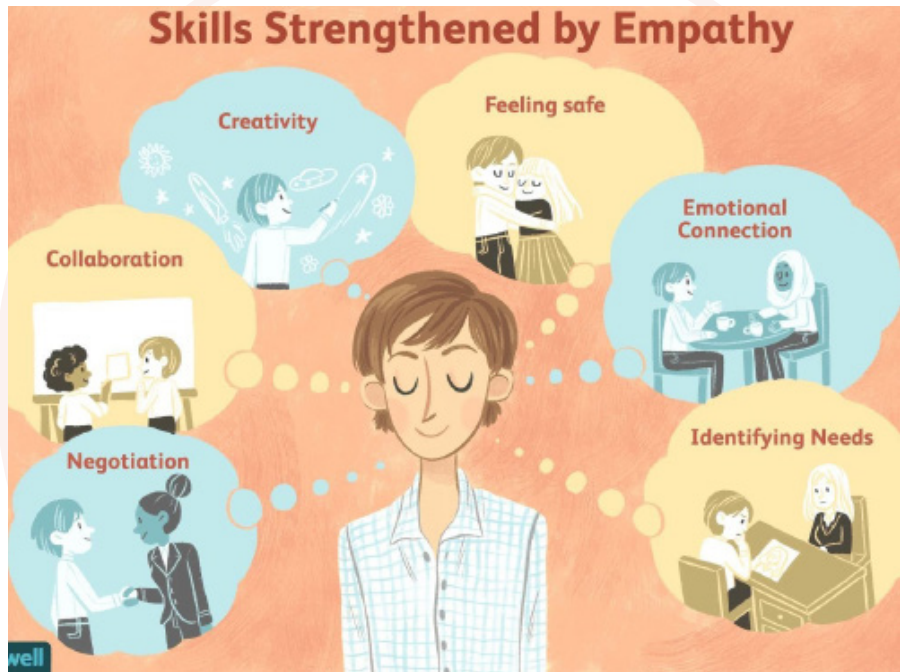 Skills Strengthened by Empathy
Creativity
Feeling safe
Emotional
Connection
Collaboration
Identifying Needs
Negotiation
well